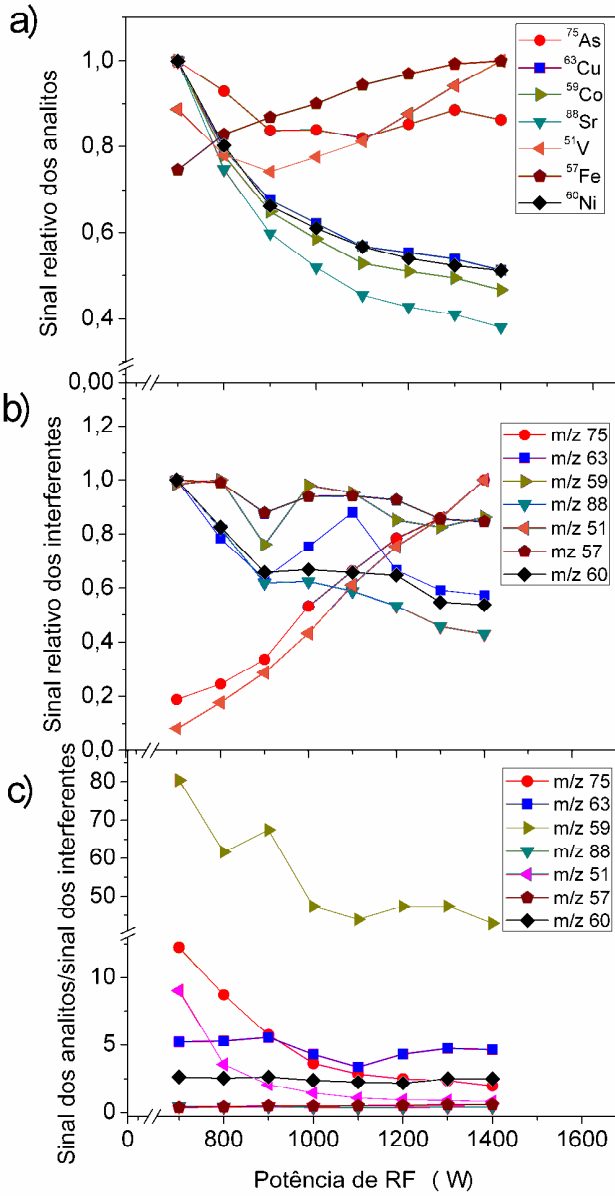 a)
Sinal relativo dos analitos
1,0
0,8
0,6
0,4
0,00
75As
63Cu
59Co
88Sr
51V
57Fe
60Ni
b)
Sinal relativo dos interferentes
1,2
1,0
0,8
0,6
0,4
0,2
0,0
m/z 75
m/z 63
m/z 59
m/z 88
m/z 51
mz 57
m/z 60
c)
Sinal dos analitos/sinal dos interferentes
80
70
60
50
10
5
0
m/z 75
m/z 63
m/z 59
m/z 88
m/z 51
m/z 57
m/z 60
0 800 1000 1200 1400 1600
Potência de RF ( W)